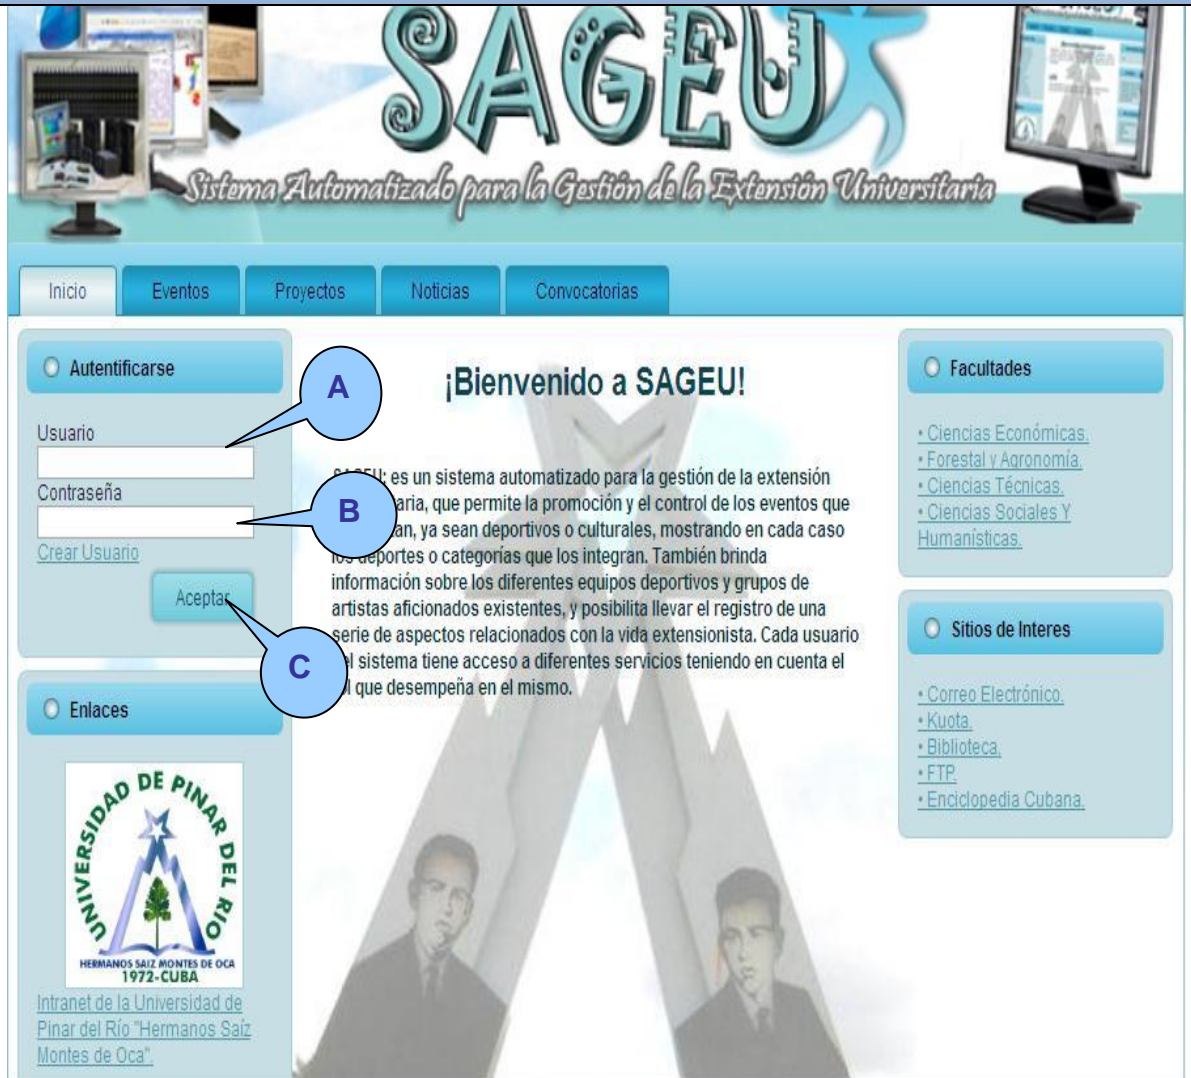 SAGEU
Sistema Automatizado para la Gestión de la Extensión Universitaria
Inicio
Eventos
Proyectos
Noticias
Convocatorias
Autentificarse
Usuario
Contraseña
Crear Usuario
Aceptar
A
B
C
Enlaces
UNIVERSIDAD DE PINAR DEL RIO
HERMANOS SAIZ MONTES DE OCA
1972-CUBA
Intranet de la Universidad de
Pinar del Río "Hermanos Saíz
Montes de Oca".
¡Bienvenido a SAGEU!
es un sistema automatizado para la gestión de la extensión
que permite la promoción y el control de los eventos que
ya sean deportivos o culturales, mostrando en cada caso
los deportes o categorías que los integran. También brinda
información sobre los diferentes equipos deportivos y grupos de
artistas aficionados existentes, y posibilita llevar el registro de una
serie de aspectos relacionados con la vida extensionista. Cada usuario
sistema tiene acceso a diferentes servicios teniendo en cuenta el
que desempeña en el mismo.
Facultades
• Ciencias Económicas.
• Forestal y Agronomía.
• Ciencias Técnicas.
• Ciencias Sociales Y
Humanísticas.
Sitios de Interes
• Correo Electrónico.
• Kuota.
• Biblioteca.
• FTP.
• Enciclopedia Cubana.